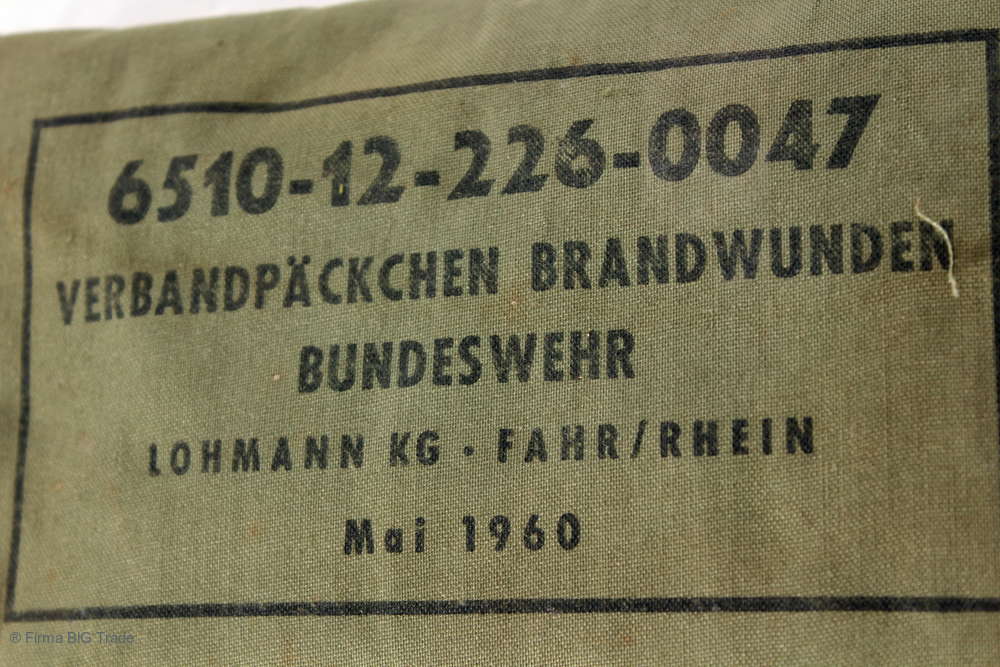 6510-12-226-0047
VERBANDPÄCKCHEN BRANDWUNDEN
BUNDESWEHR
LOHMANN KG · FAHR/RHEIN
Mai 1960
® Firma BIG Trade